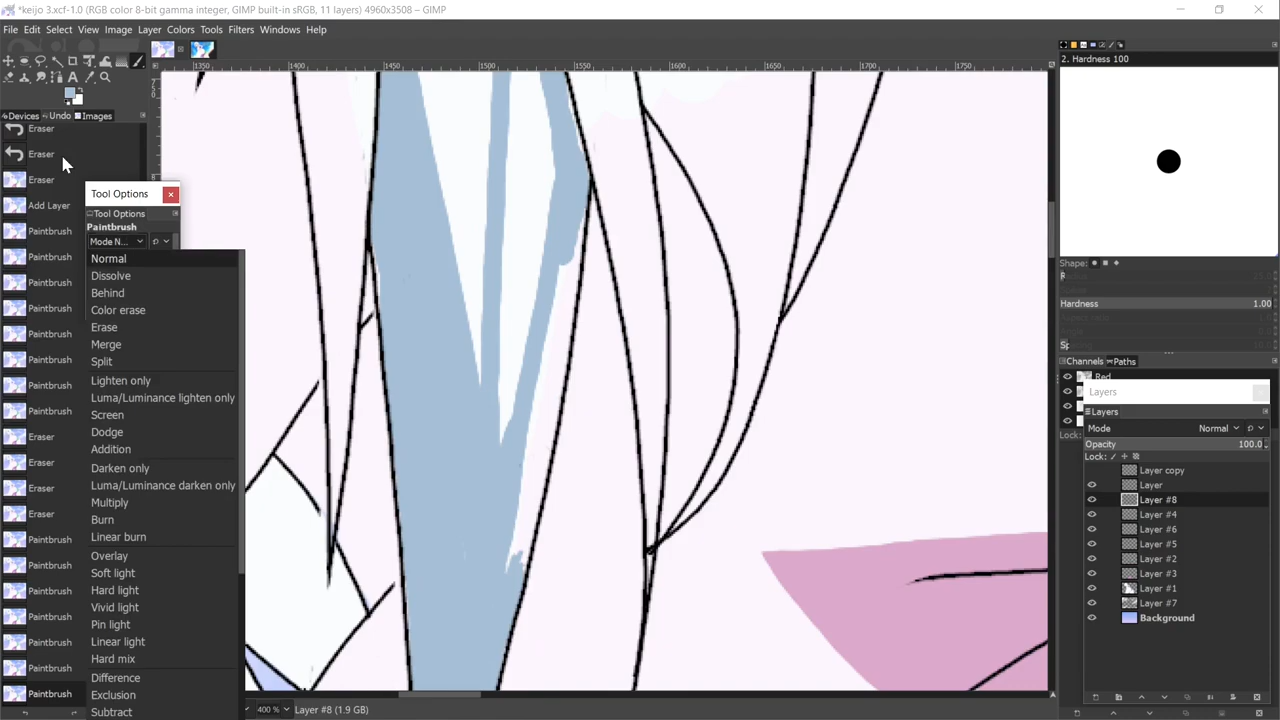 *keijo 3.xcf-1.0 (RGB color 8-bit gamma integer, GIMP built-in sRGB, 11 layers) 4960x3508 – GIMP
File Edit Select View Layer Colors Tools Filters Windows Help
1350 1400 1450 1500 1550 1600 1650 1700 1750
2. Hardness 100
Devices Undo Images
Eraser
Eraser
Eraser
Add Layer
Paintbrush
Paintbrush
Paintbrush
Paintbrush
Paintbrush
Paintbrush
Paintbrush
Paintbrush
Eraser
Eraser
Eraser
Eraser
Paintbrush
Paintbrush
Paintbrush
Paintbrush
Paintbrush
Paintbrush
Paintbrush
Tool Options
Tool Options
Paintbrush
Mode N...
Normal
Dissolve
Behind
Color erase
Erase
Merge
Split
Lighten only
Luma/Luminance lighten only
Screen
Dodge
Addition
Darken only
Luma/Luminance darken only
Multiply
Burn
Linear burn
Overlay
Soft light
Hard light
Vivid light
Pin light
Linear light
Hard mix
Difference
Exclusion
Subtract
400 % Layer #8 (1.9 GB)
Shape:
Hardness 1.00
Channels Paths
Red
Layers
Layers
Mode Normal
Opacity 100.0
Lock:
Layer copy
Layer
Layer #8
Layer #4
Layer #6
Layer #5
Layer #2
Layer #3
Layer #1
Layer #7
Background